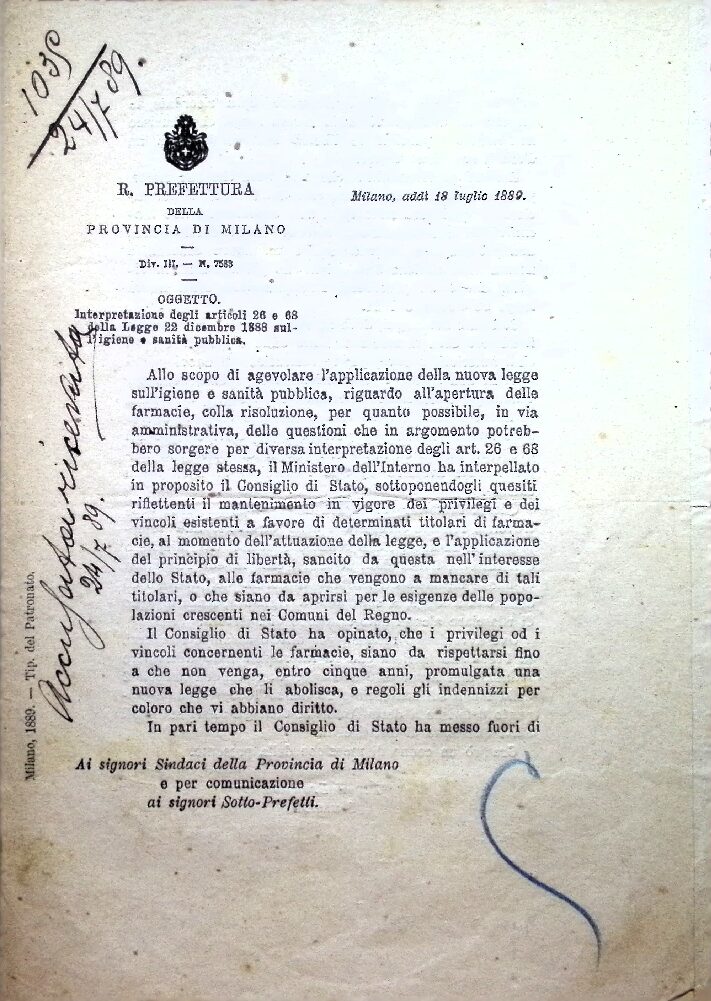 1035
24/7 89.
R. PREFETTURA
DELLA
PROVINCIA DI MILANO
Milano, addì 18 luglio 1889.
Div. III. — N. 7583
OGGETTO.
Interpretazione degli articoli 26 e 68
della Legge 22 dicembre 1888 sul-
l'igiene e sanità pubblica.
Allo scopo di agevolare l'applicazione della nuova legge
sull'igiene e sanità pubblica, riguardo all'apertura delle
farmacie, colla risoluzione, per quanto possibile, in via
amministrativa, delle questioni che in argomento potreb-
bero sorgere per diversa interpretazione degli art. 26 e 68
della legge stessa, il Ministero dell'Interno ha interpellato
in proposito il Consiglio di Stato, sottoponendogli quesiti
riflettenti il mantenimento in vigore dei privilegi e dei
vincoli esistenti a favore di determinati titolari di farma-
cie, al momento dell'attuazione della legge, e l'applicazione
del principio di libertà, sancito da questa nell'interesse
dello Stato, alle farmacie che vengono a mancare di tali
titolari, o che siano da aprirsi per le esigenze delle popo-
lazioni crescenti nei Comuni del Regno.
Il Consiglio di Stato ha opinato, che i privilegi od i
vincoli concernenti le farmacie, siano da rispettarsi fino
a che non venga, entro cinque anni, promulgata una
nuova legge che li abolisca, e regoli gli indennizzi per
coloro che vi abbiano diritto.
In pari tempo il Consiglio di Stato ha messo fuori di
Ai signori Sindaci della Provincia di Milano
e per comunicazione
ai signori Sotto-Prefetti.
Accusata ricevuta
24/7 89.
Milano, 1889. — Tip. del Patronato.